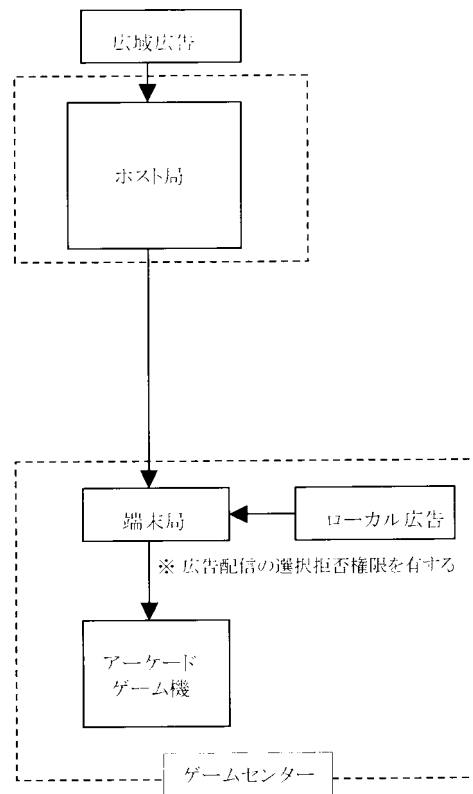 広域広告
ホスト局
端末局
ローカル広告
※ 広告配信の選択拒否権限を有する
アーケード
ゲーム機
ゲームセンター